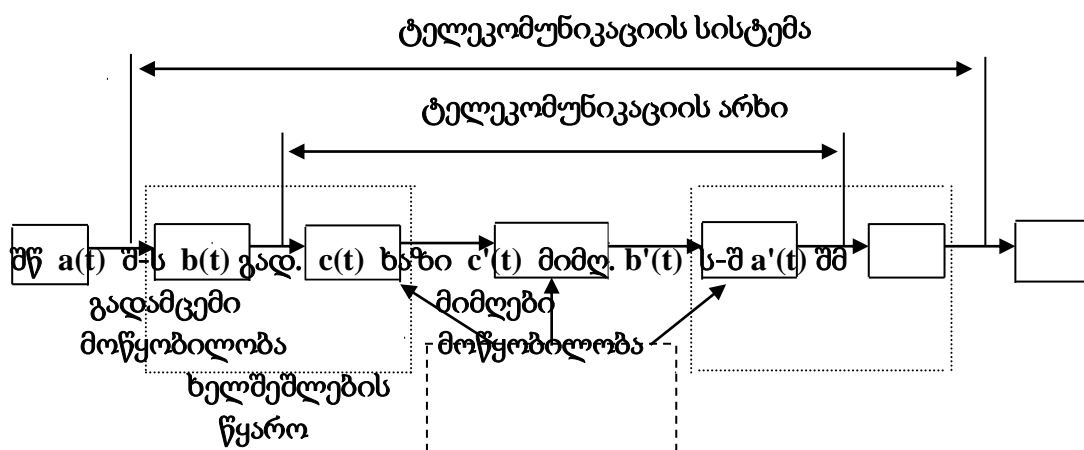 ტელეკომუნიკაციის სისტემა
ტელეკომუნიკაციის არხი
შწ a(t) შ-ს b(t) გად. c(t) ხაზი c'(t) მიმღ. b'(t) ს-შ a'(t) შმ
გადამცემი მიმღები
მოწყობილობა მოწყობილობა
ხელშეშლების
წყარო